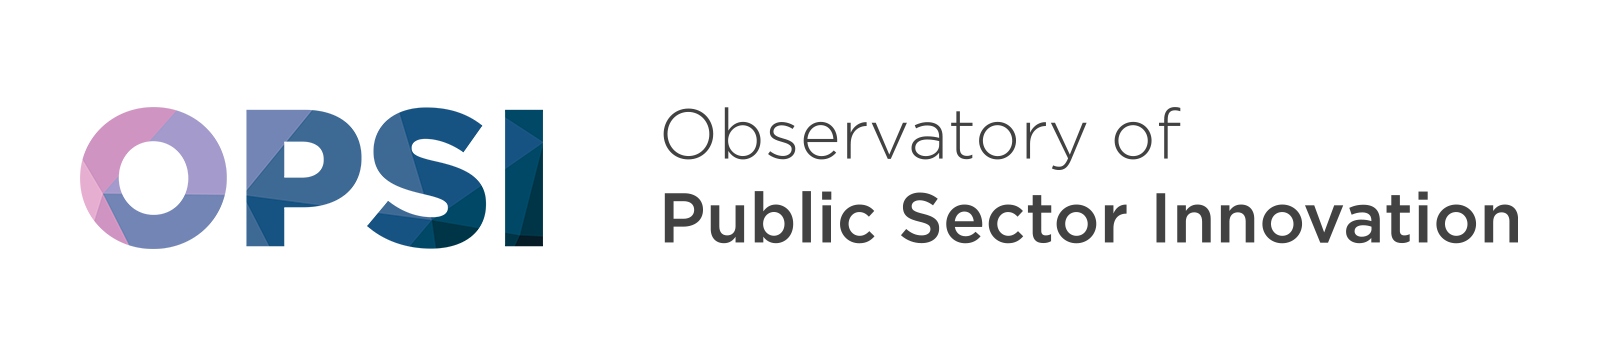 OPSI
Observatory of
Public Sector Innovation